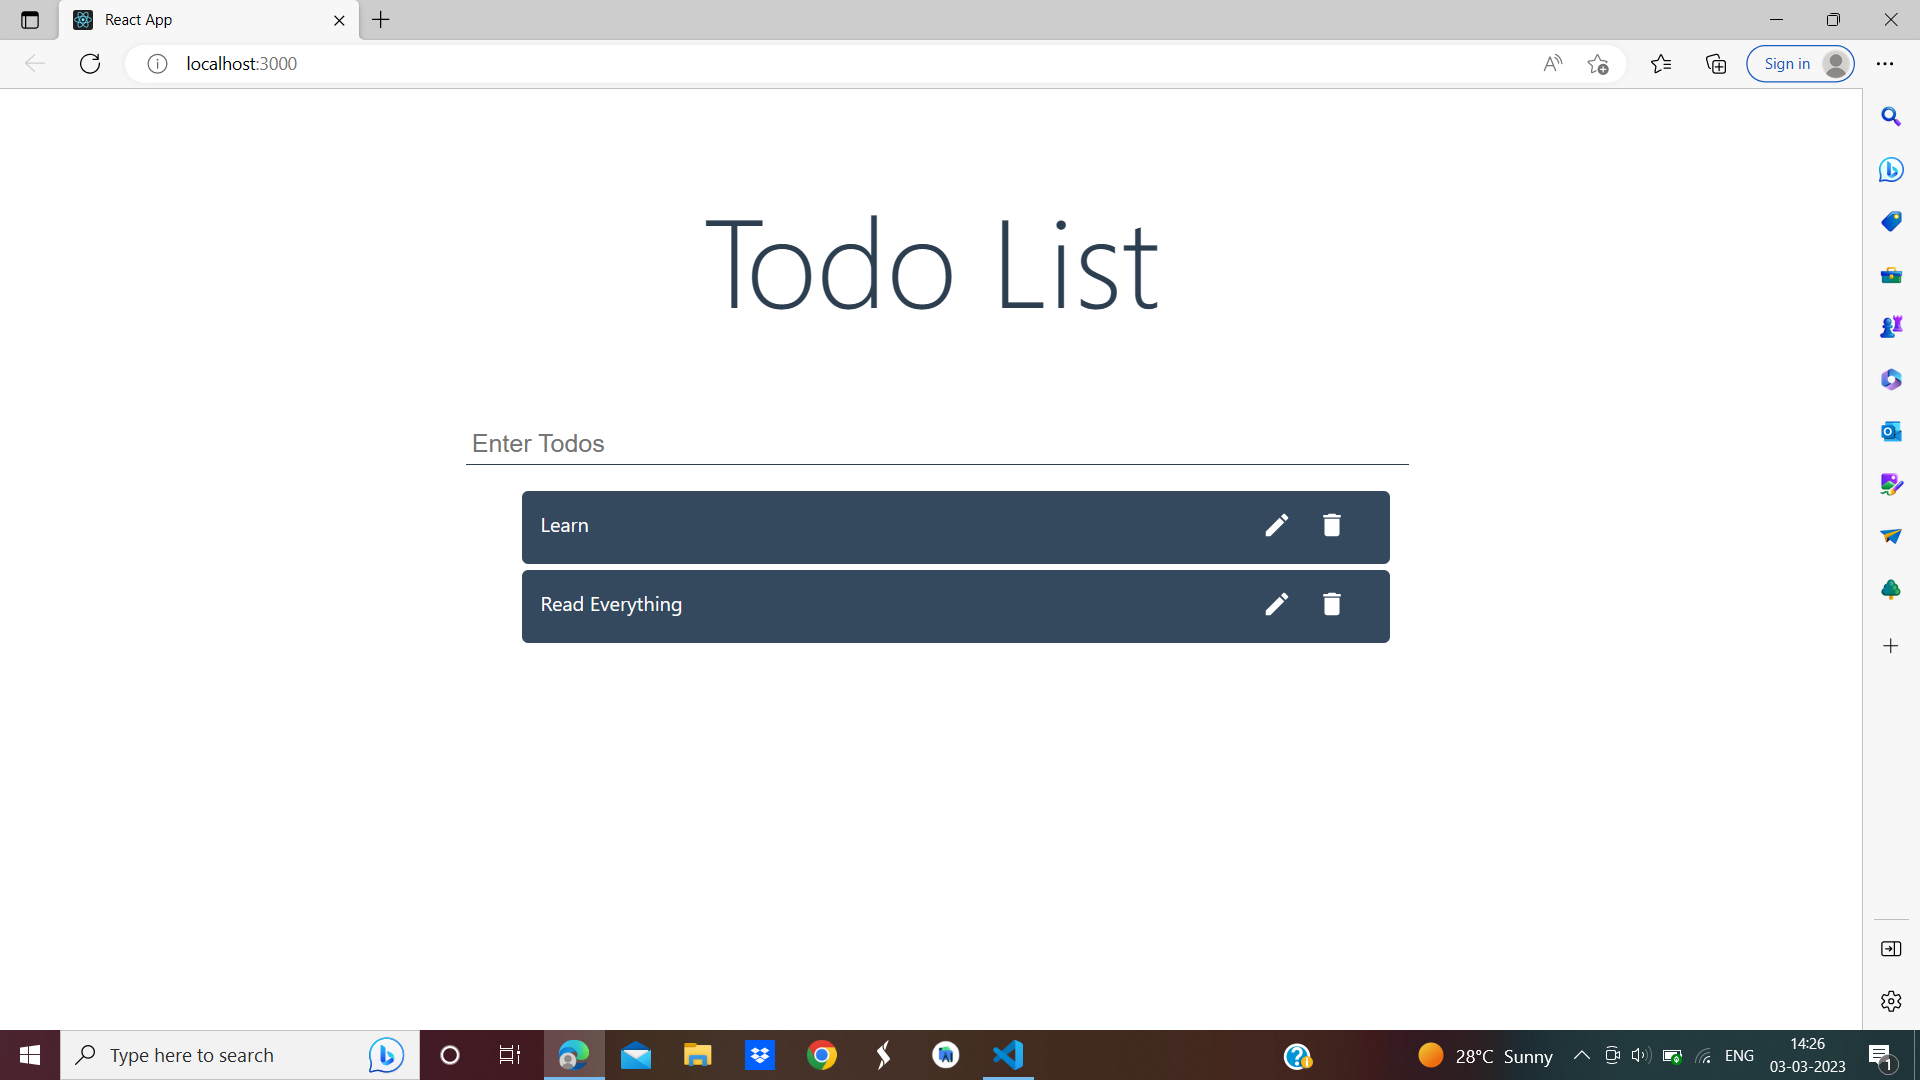 React App
localhost:3000
Sign in
Todo List
Enter Todos
Learn
Read Everything
Type here to search
28°C Sunny
ENG
14:26
03-03-2023
1